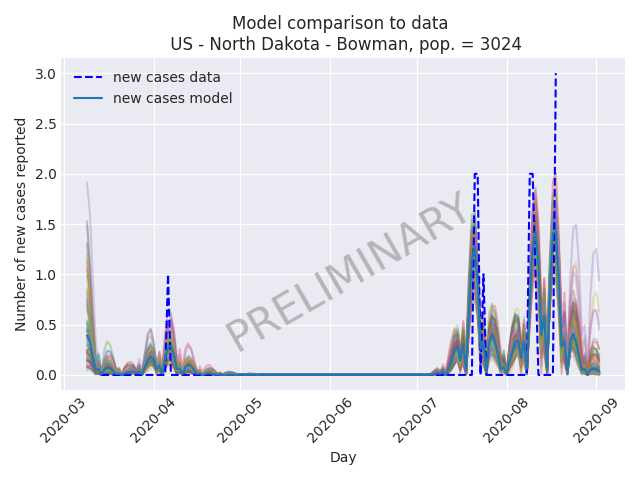 Model comparison to data
US - North Dakota - Bowman, pop. = 3024
new cases data
new cases model
PRELIMINARY
Number of new cases reported
3.0
2.5
2.0
1.5
1.0
0.5
0.0
2020-03
2020-04
2020-05
2020-06
2020-07
2020-08
2020-09
Day